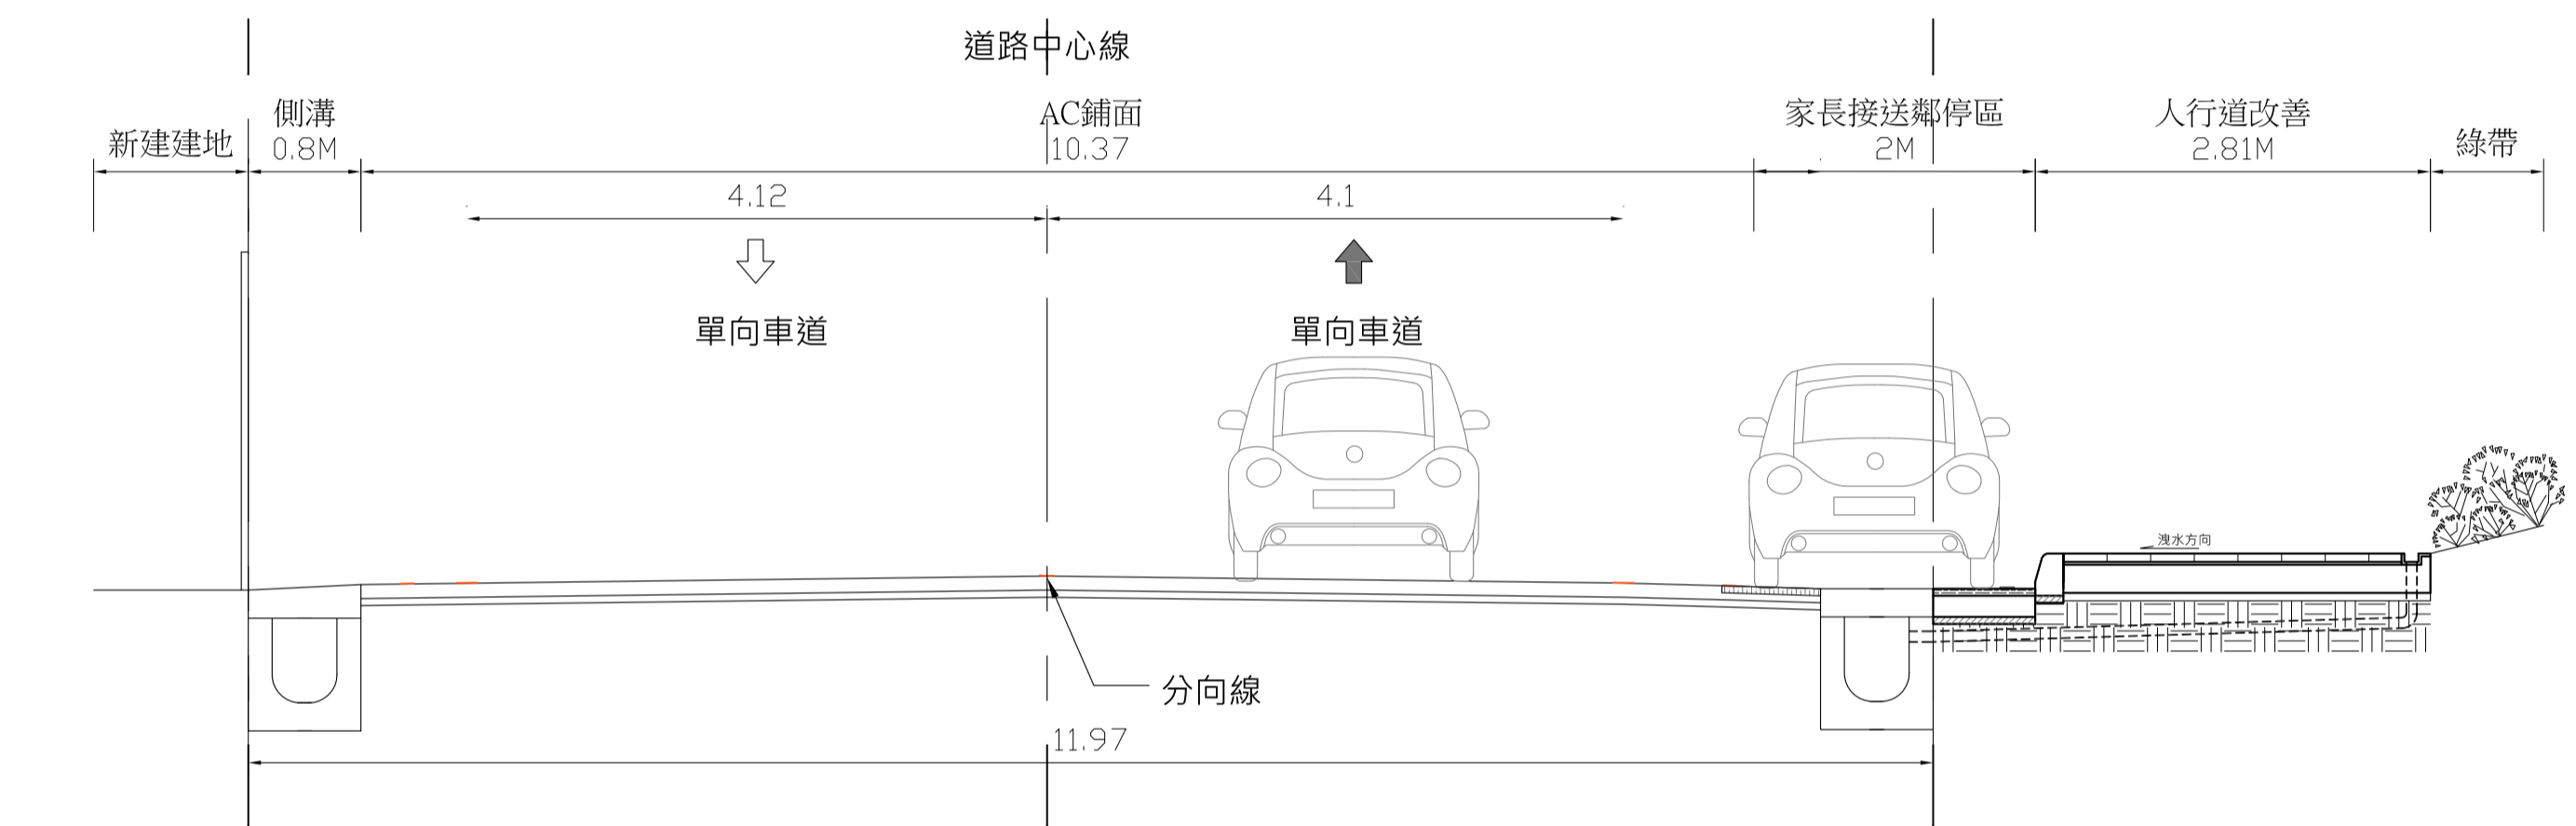 道路中心線
新建建地
側溝
0.8M
AC鋪面
10.37
家長接送鄰停區
2M
人行道改善
2.81M
綠帶
4.12
4.1
單向車道
單向車道
洩水方向
分向線
11.97